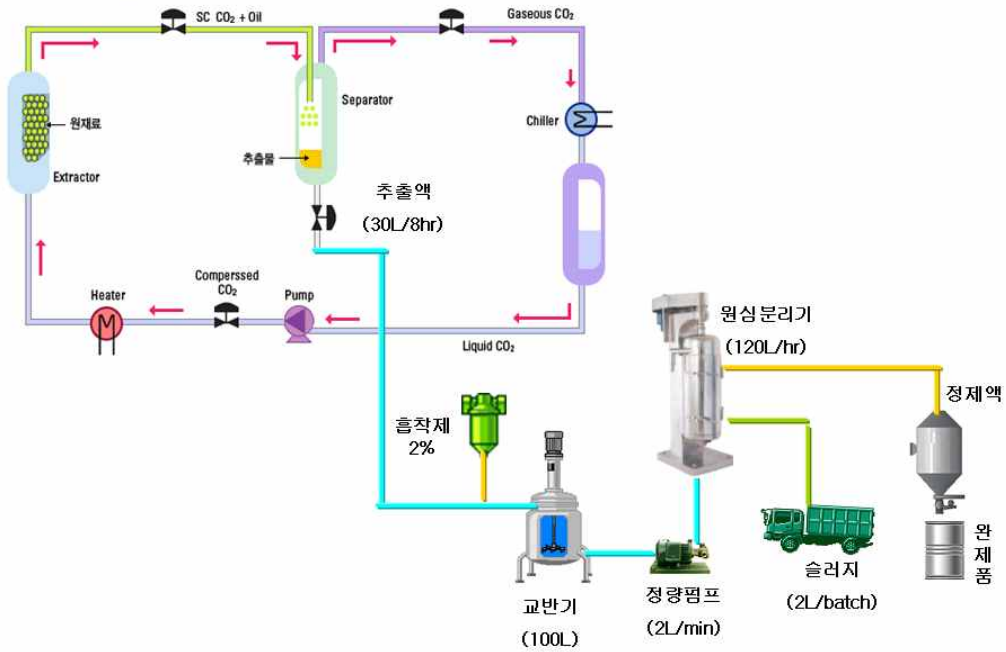 SC CO₂ + Oil
Gaseous CO₂
Separator
Chiller
원재료
추출물
Extractor
추출액
(30L/8hr)
Comperssed
CO₂
Heater
Pump
Liquid CO₂
원심분리기
(120L/hr)
정제액
흡착제
2%
완
제
품
슬러지
(2L/batch)
정량펌프
(2L/min)
교반기
(100L)